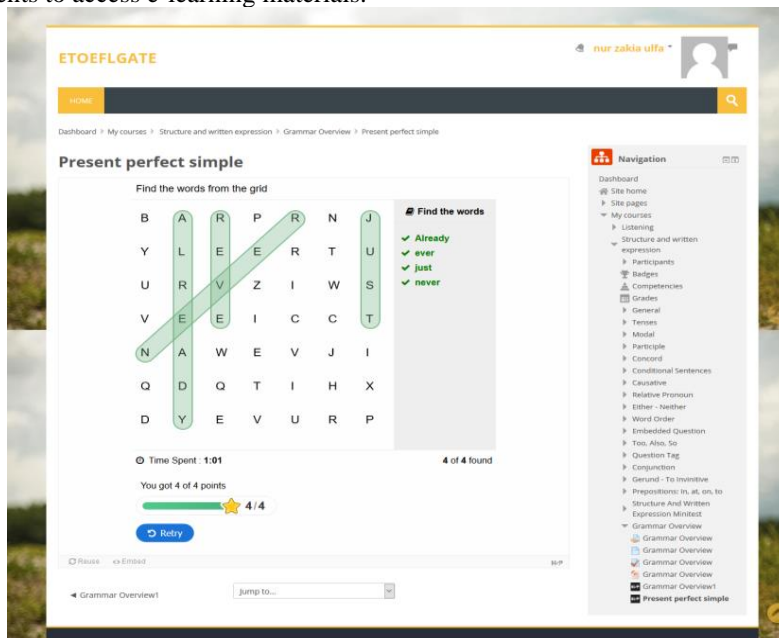 ents to access e-learning materials.
ETOEFLGATE
nur zakia ulfa
HOME
Dashboard > My courses > Structure and written expression > Grammar Overview > Present perfect simple
Present perfect simple
Find the words from the grid
B A R P R N J
Y L E E R T U
U R V Z I W S
V E E I C C T
N A W E V J I
Q D Q T I H X
D Y E V U R P
Find the words
Already
ever
just
never
Time Spent : 1:01
4 of 4 found
You got 4 of 4 points
4/4
Retry
Reuse
Embed
H-P
Grammar Overview1
Jump to...
Navigation
Dashboard
Site home
Site pages
My courses
Listening
Structure and written
expression
Participants
Badges
Competencies
Grades
General
Tenses
Modal
Participle
Concord
Conditional Sentences
Causative
Relative Pronoun
Either - Neither
Word Order
Embedded Question
Too, Also, So
Question Tag
Conjunction
Gerund - To Invinitive
Prepositions: in, at, on, to
Structure And Written
Expression Minitest
Grammar Overview
Grammar Overview
Grammar Overview
Grammar Overview
Grammar Overview
Grammar Overview1
Present perfect simple